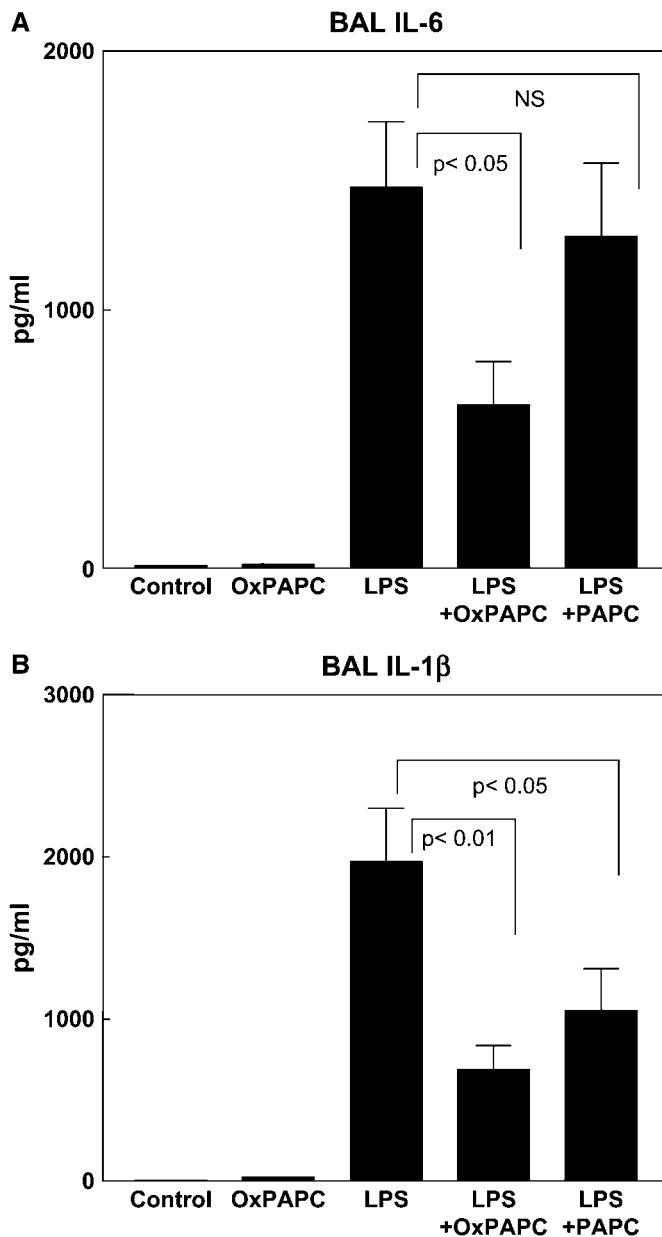 A
BAL IL-6
2000
NS
p< 0.05
1000
pg/ml
0
Control OxPAPC LPS LPS LPS
+OxPAPC +PAPC
B
BAL IL-1β
3000
p< 0.05
p< 0.01
2000
pg/ml
1000
0
Control OxPAPC LPS LPS LPS
+OxPAPC +PAPC